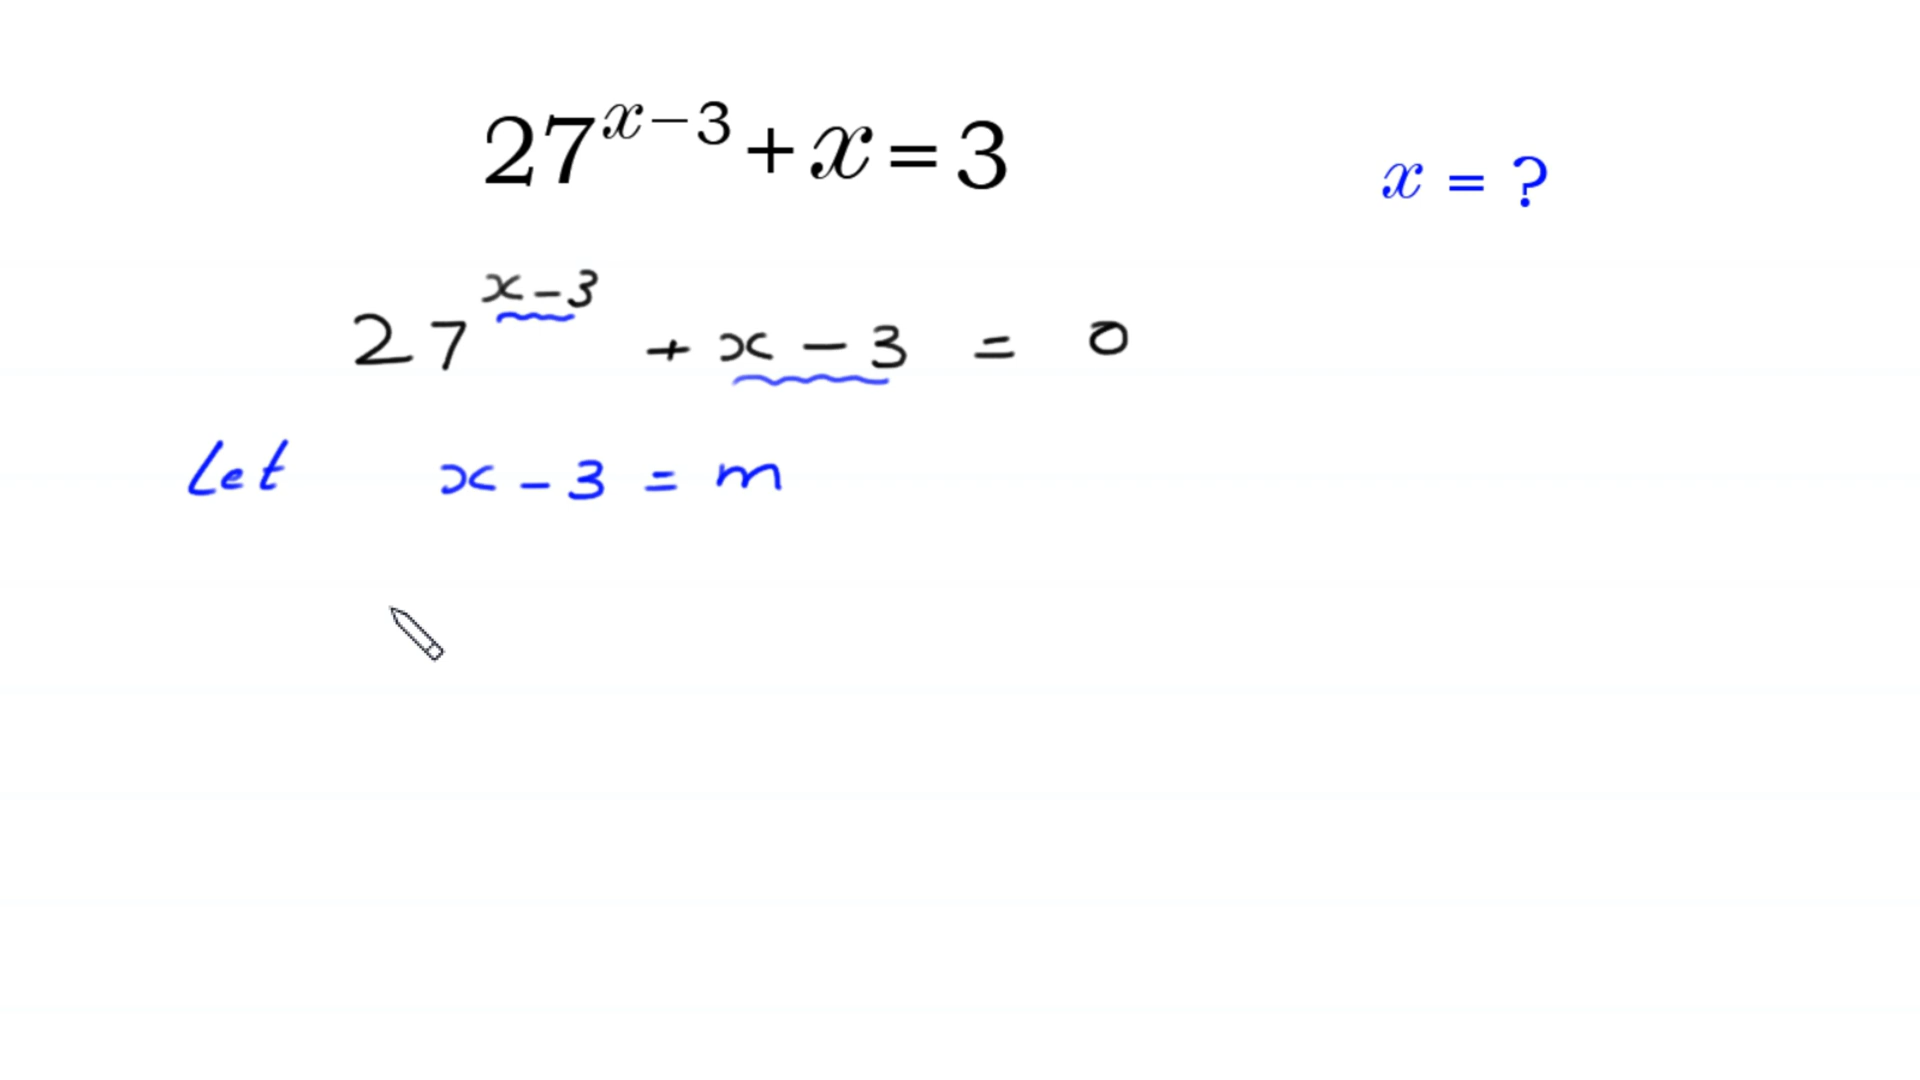 27^{x-3} + x = 3
x = ?
27^{x-3} + x - 3 = 0
Let x - 3 = m